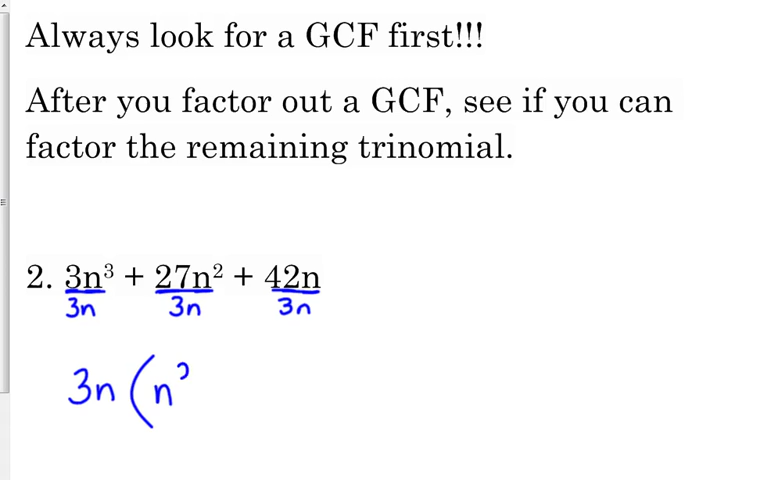 Always look for a GCF first!!!
After you factor out a GCF, see if you can
factor the remaining trinomial.
2. 3n³ + 27n² + 42n
3n 3n 3n
3n (n²